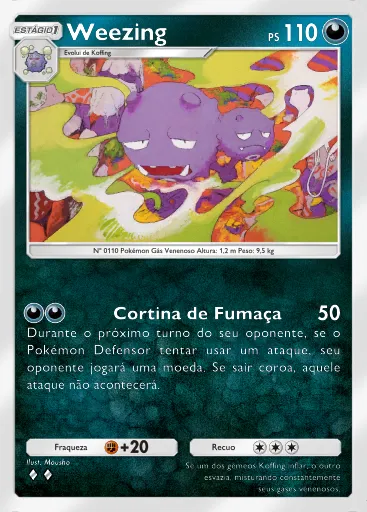 ESTÁGIO 1
Weezing
PS 110
Evolui de Koffing
Nº 0110 Pokémon Gás Venenoso Altura: 1,2 m Peso: 9,5 kg
Cortina de Fumaça 50
Durante o próximo turno do seu oponente, se o
Pokémon Defensor tentar usar um ataque, seu
oponente jogará uma moeda. Se sair coroa, aquele
ataque não acontecerá.
Fraqueza +20
Recuo
Ilust. Mousho
Se um dos gêmeos Koffing inflar, o outro
esvazia, misturando constantemente
seus gases venenosos.